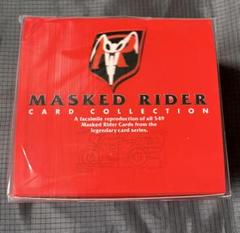 MASKED RIDER
CARD COLLECTION
A facsimile reproduction of all 549
Masked Rider Cards from the
legendary card series.